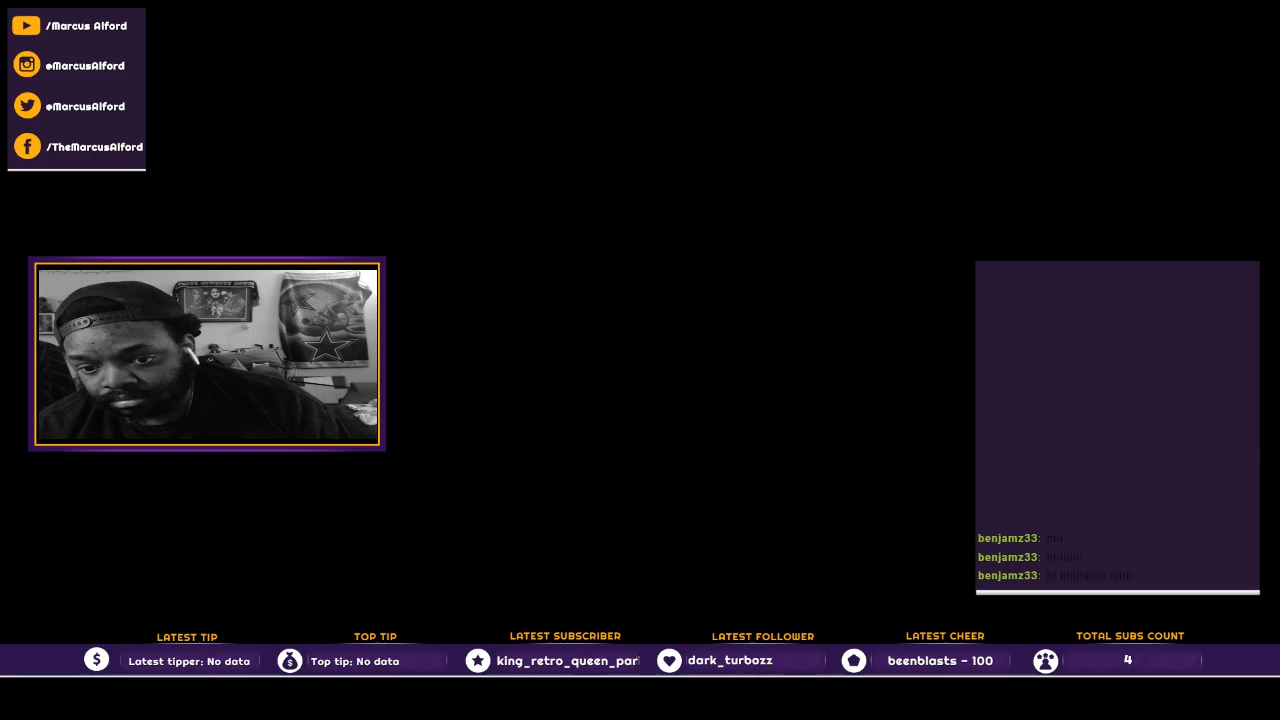 /Marcus Alford
@MarcusAlford
@MarcusAlford
/TheMarcusAlford
benjamz33:
benjamz33:
benjamz33:
LATEST TIP
TOP TIP
LATEST SUBSCRIBER
LATEST FOLLOWER
LATEST CHEER
TOTAL SUBS COUNT
Latest tipper: No data
Top tip: No data
king_retro_queen_par
dark_turbozz
beenblasts - 100
4